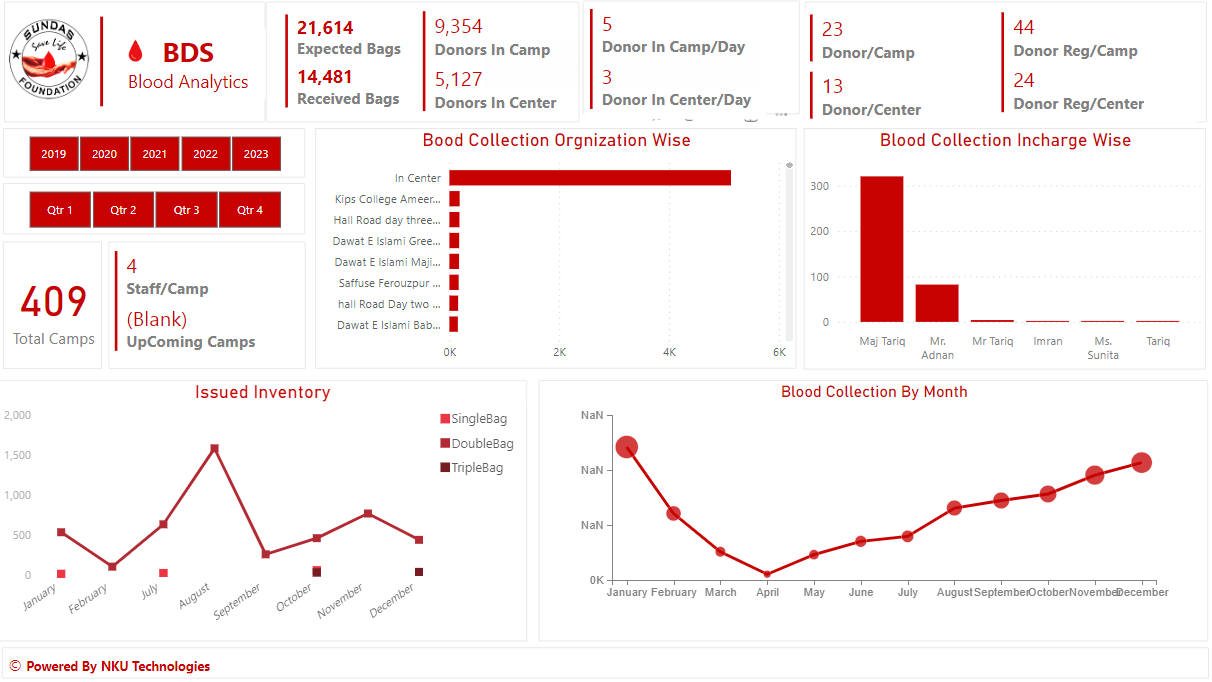 SUNDAS
Save Life
FOUNDATION
BDS
Blood Analytics
21,614
Expected Bags
14,481
Received Bags
9,354
Donors In Camp
5,127
Donors In Center
5
Donor In Camp/Day
3
Donor In Center/Day
23
Donor/Camp
13
Donor/Center
44
Donor Reg/Camp
24
Donor Reg/Center
2019 2020 2021 2022 2023
Qtr 1 Qtr 2 Qtr 3 Qtr 4
409
Total Camps
4
Staff/Camp
(Blank)
UpComing Camps
Bood Collection Orgnization Wise
In Center
Kips College Ameer...
Hall Road day three...
Dawat E Islami Gree...
Dawat E Islami Maji...
Saffuse Ferouzpur ...
hall Road Day two ...
Dawat E Islami Bab...
0K 2K 4K 6K
Blood Collection Incharge Wise
300
200
100
0
Maj Tariq Mr. Adnan Mr Tariq Imran Ms. Sunita Tariq
Issued Inventory
2,000
1,500
1,000
500
0
January February July August September October November December
SingleBag
DoubleBag
TripleBag
Blood Collection By Month
NaN
NaN
NaN
0K
January February March April May June July August September October November December
© Powered By NKU Technologies